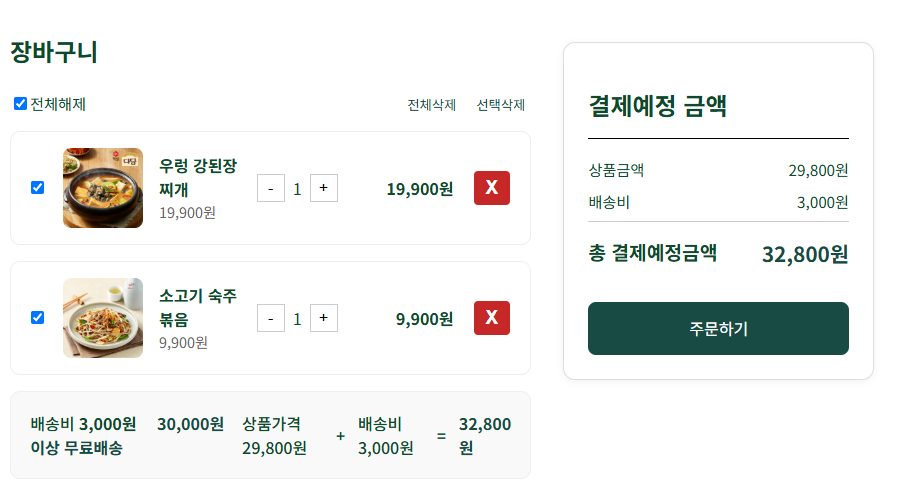 장바구니
전체해제
전체삭제 선택삭제
우렁 강된장
찌개
19,900원
- 1 +
19,900원
X
다담
소고기 숙주
볶음
9,900원
- 1 +
9,900원
X
배송비 3,000원 30,000원
이상 무료배송
상품가격
29,800원
+
배송비
3,000원
=
32,800
원
결제예정 금액
상품금액 29,800원
배송비 3,000원
총 결제예정금액 32,800원
주문하기